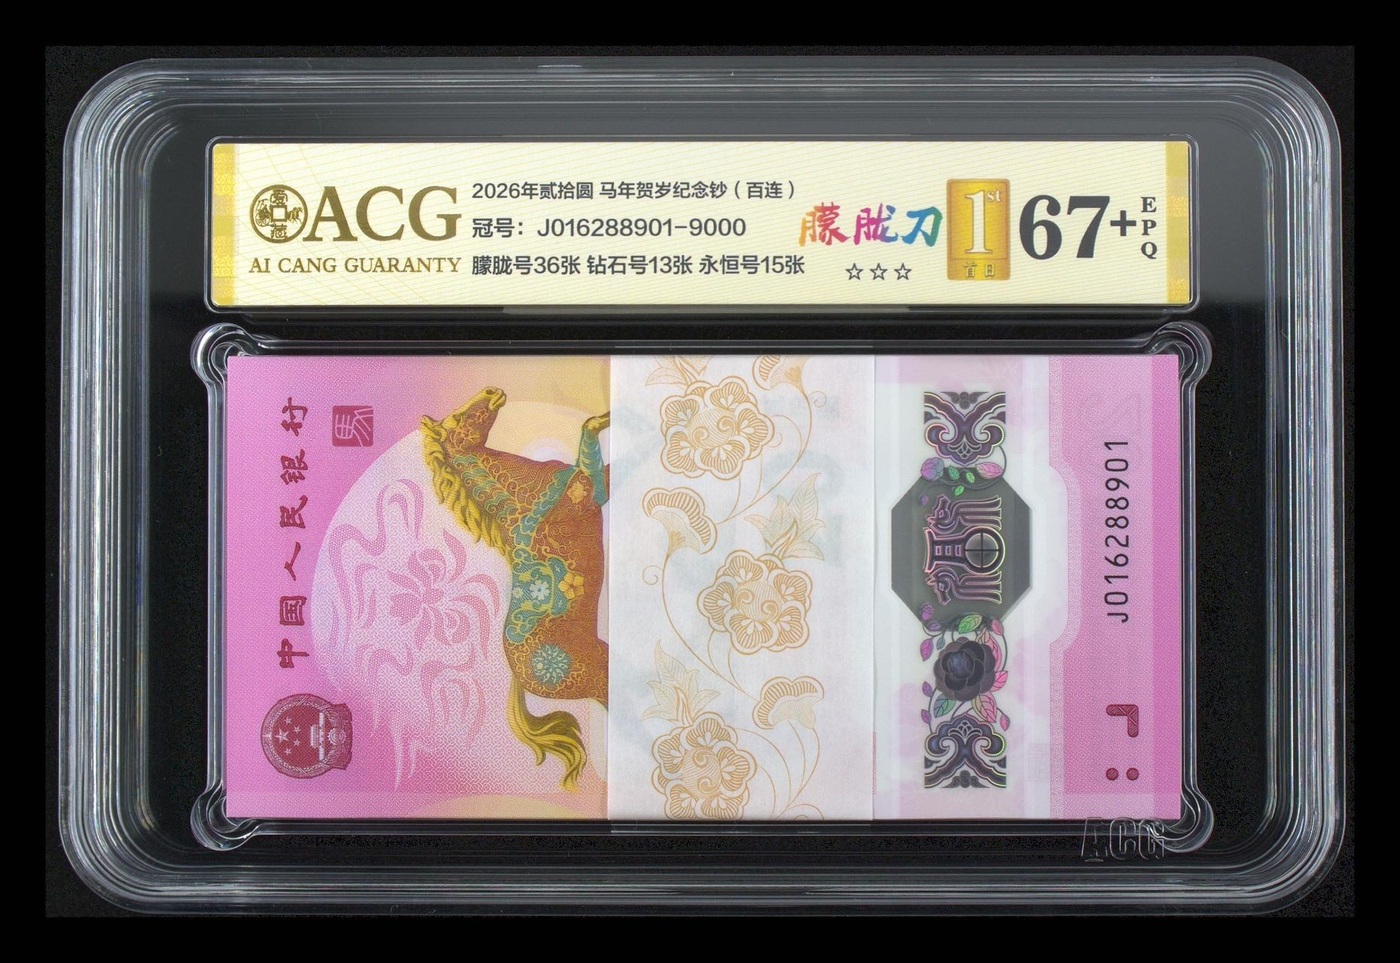 ACG
AI CANG GUARANTY
2026年贰拾圆 马年贺岁纪念钞（百连）
冠号：J016288901-9000
朦胧号36张 钻石号13张 永恒号15张
朦胧刀
☆☆☆
1st
首日
67+
EPQ
中国人民银行
J016288901
ACG